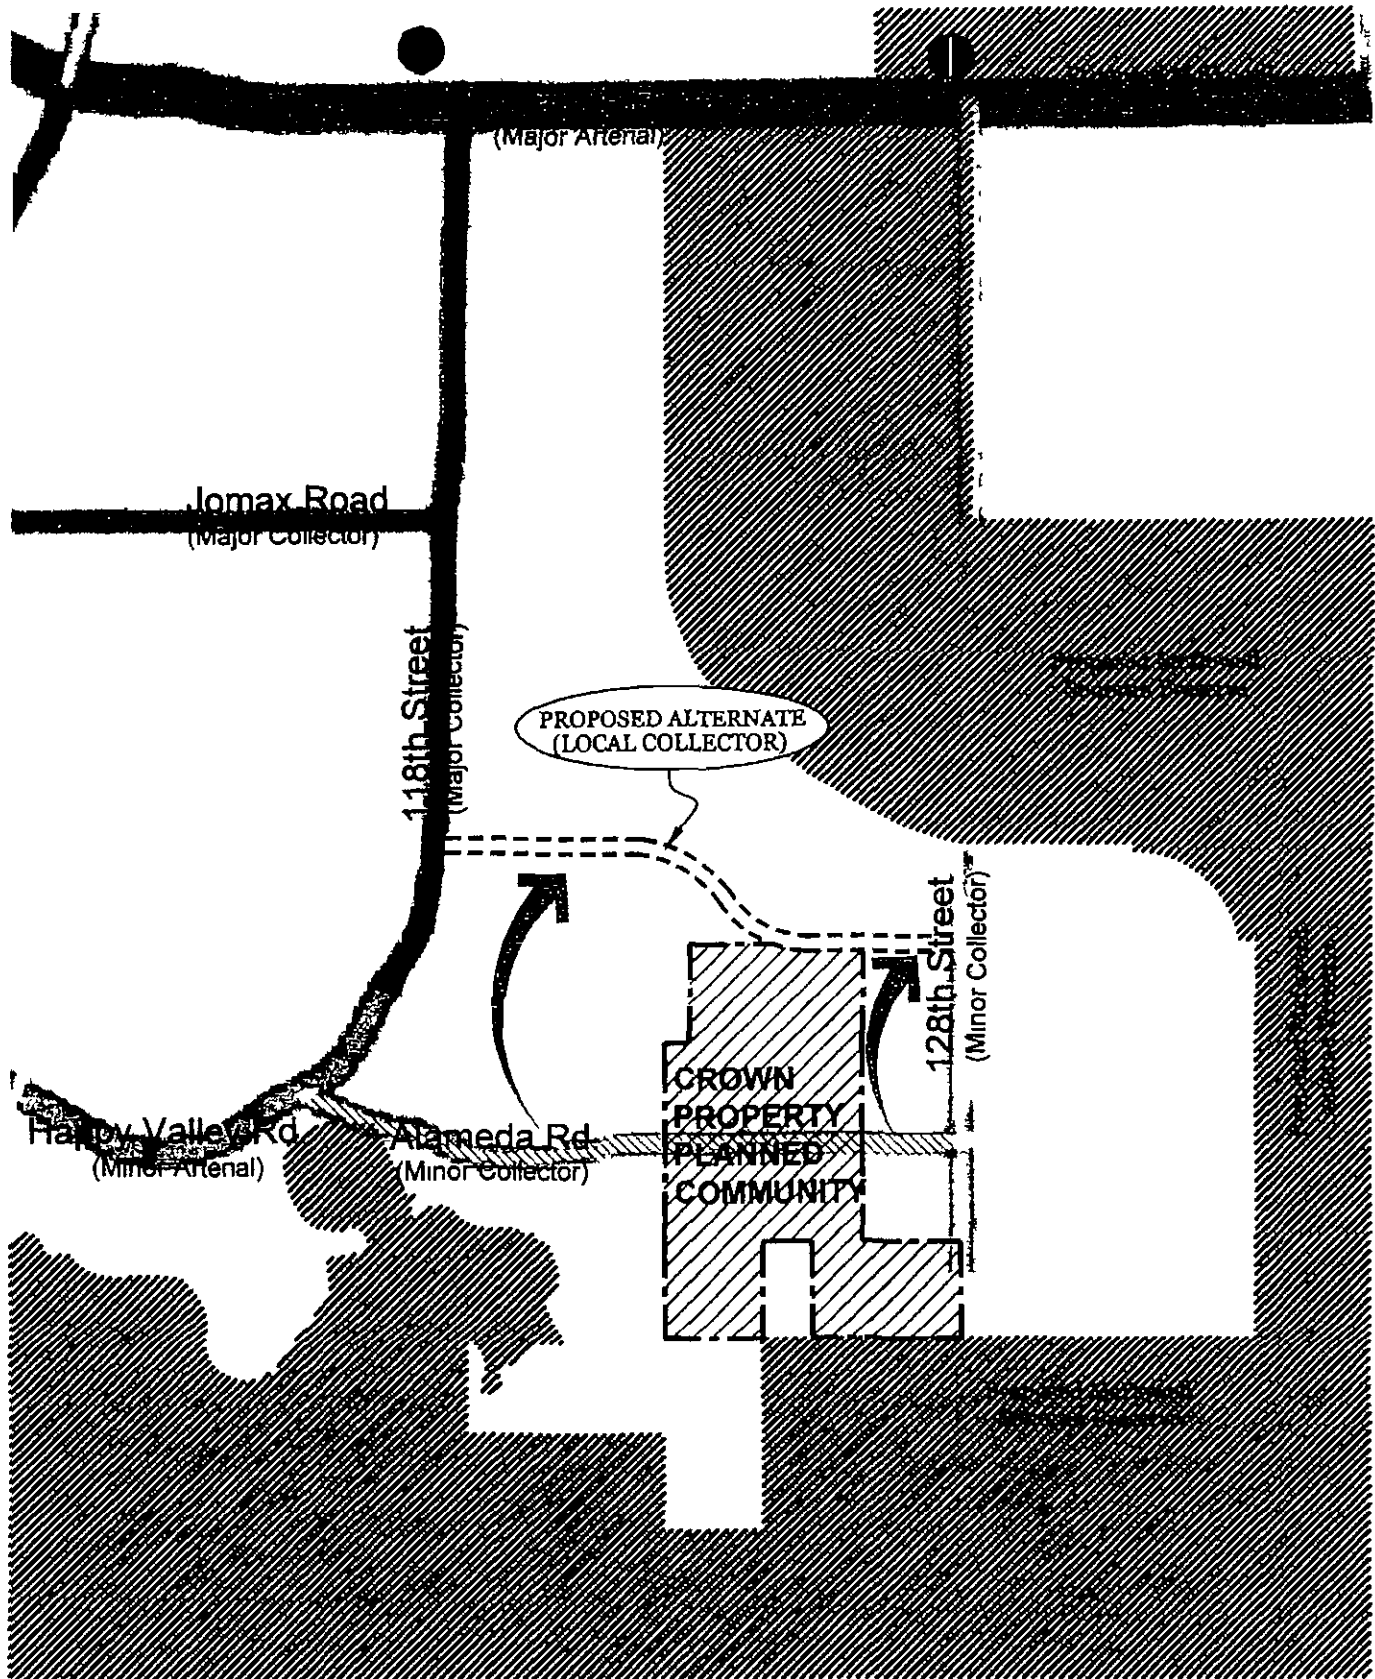 (Major Arterial)
Jomax Road
(Major Collector)
118th Street
(Major Collector)
PROPOSED ALTERNATE
(LOCAL COLLECTOR)
128th Street
(Minor Collector)
CROWN
PROPERTY
PLANNED
COMMUNITY
Happy Valley Rd
(Minor Arterial)
Alameda Rd
(Minor Collector)